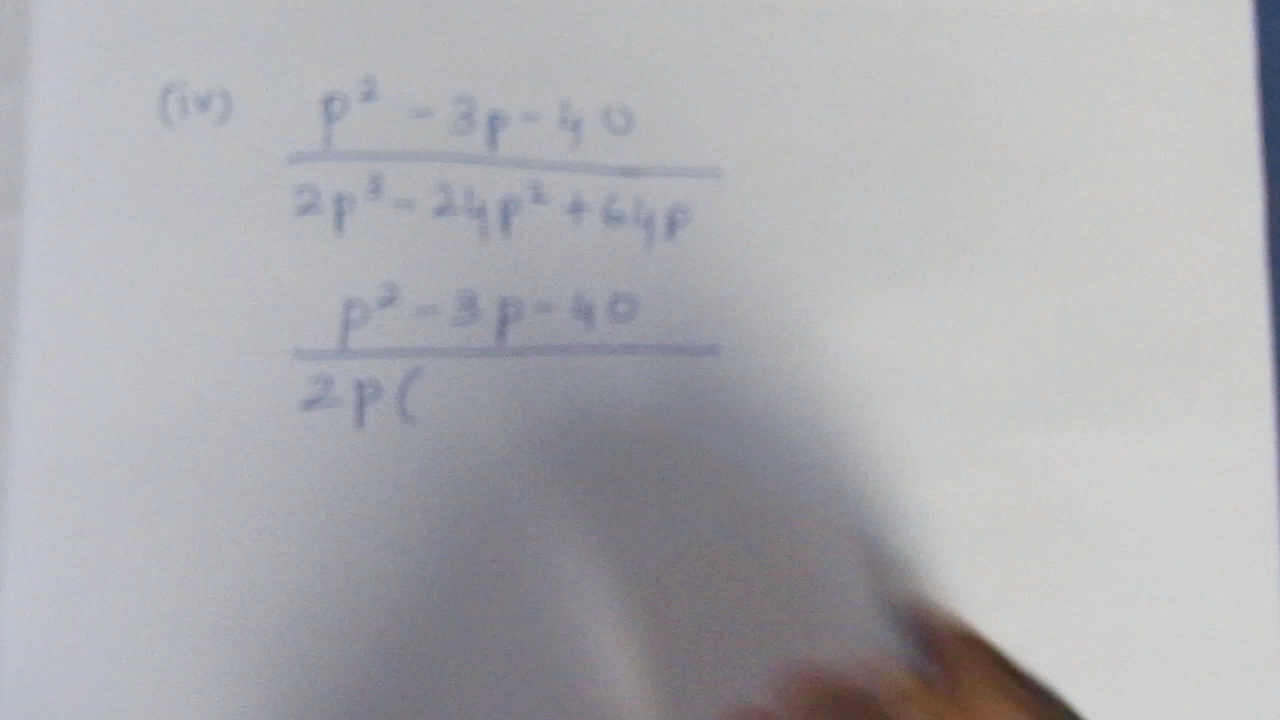 (iv) p² - 3p - 40
2p³ - 24p² + 64p
p² - 3p - 40
2p(